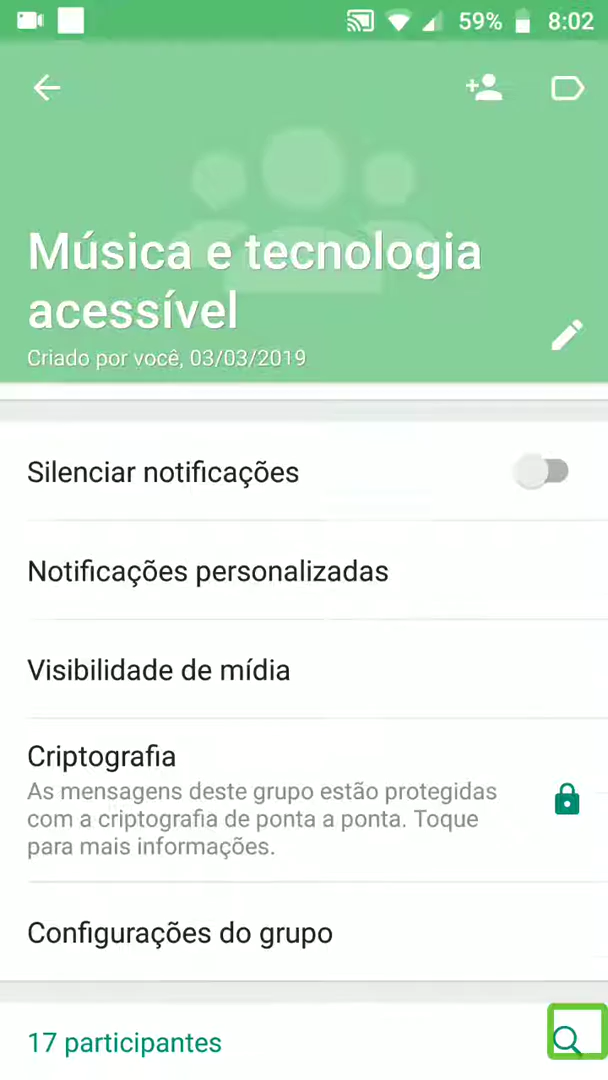 59% 8:02
Música e tecnologia
acessível
Criado por você, 03/03/2019
Silenciar notificações
Notificações personalizadas
Visibilidade de mídia
Criptografia
As mensagens deste grupo estão protegidas
com a criptografia de ponta a ponta. Toque
para mais informações.
Configurações do grupo
17 participantes